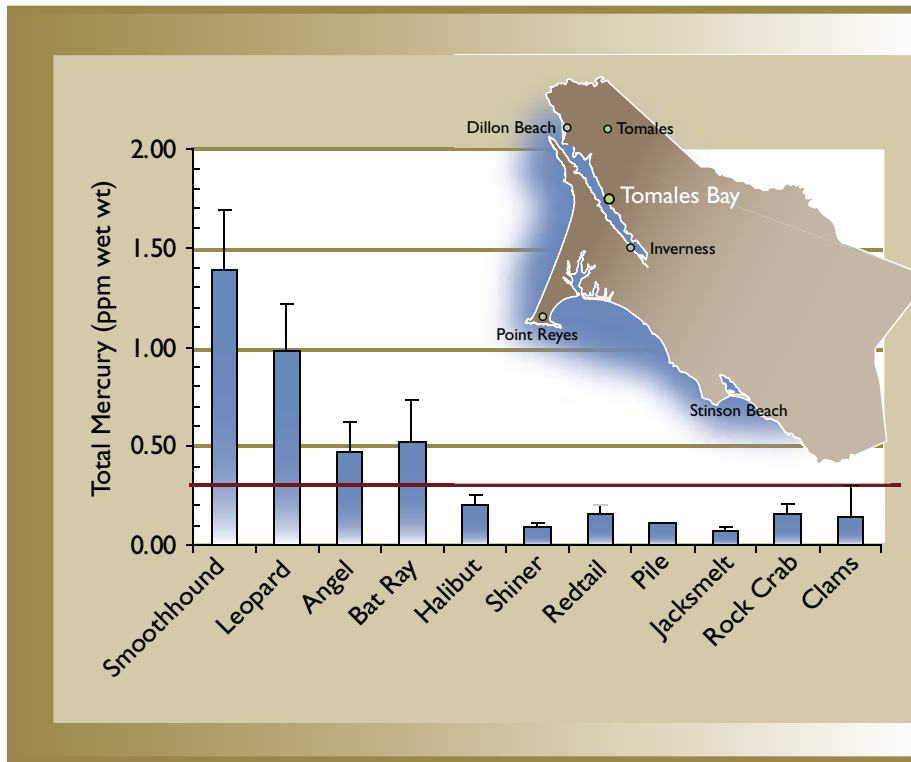 Dillon Beach
Tomales
2.00
Tomales Bay
1.50
Inverness
Point Reyes
1.00
Stinson Beach
0.50
0.00
Total Mercury (ppm wet wt)
Smoothhound
Leopard
Angel
Bat Ray
Halibut
Shiner
Redtail
Pile
Jacksmelt
Rock Crab
Clams